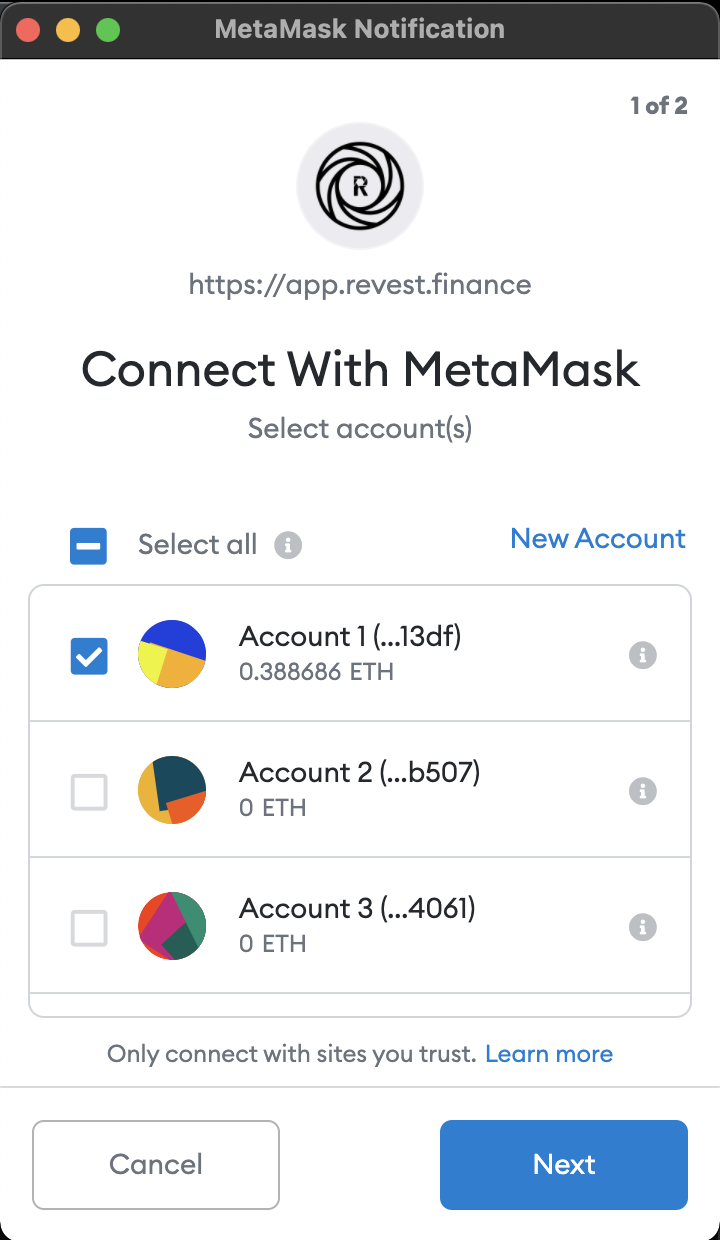 MetaMask Notification
1 of 2
R
https://app.revest.finance
Connect With MetaMask
Select account(s)
Select all
New Account
Account 1 (...13df)
0.388686 ETH
Account 2 (...b507)
0 ETH
Account 3 (...4061)
0 ETH
Only connect with sites you trust. Learn more
Cancel
Next